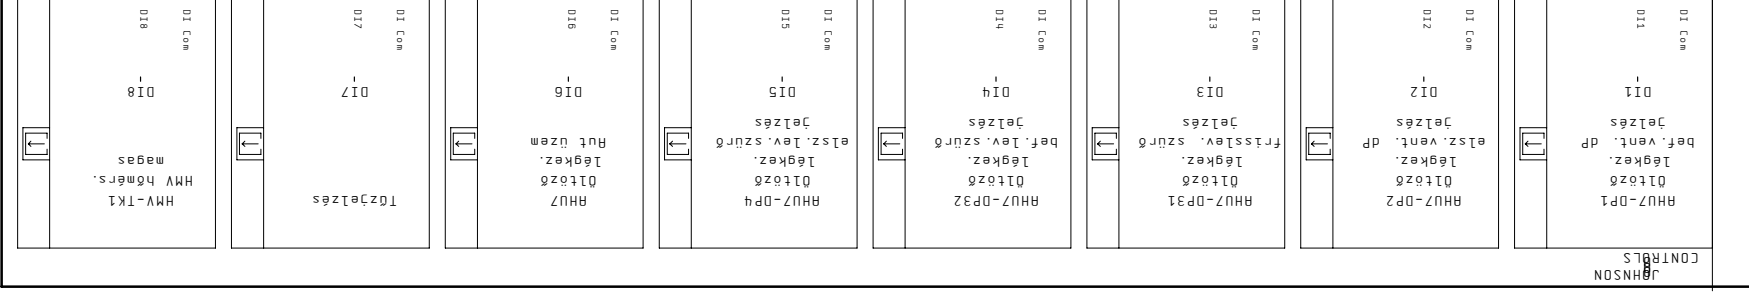 JOHNSON
CONTROLS
AHU7-DP1
Öltöző
légkez.
bef. vent. dp
jelzés
DI1
DI Com
DI1
AHU7-DP2
Öltöző
légkez.
elsz. vent. dp
jelzés
DI2
DI Com
DI2
AHU7-DP31
Öltöző
légkez.
frisslev. szűrő
jelzés
DI3
DI Com
DI3
AHU7-DP32
Öltöző
légkez.
bef. lev. szűrő
jelzés
DI4
DI Com
DI4
AHU7-DP4
Öltöző
légkez.
elsz. lev. szűrő
jelzés
DI5
DI Com
DI5
AHU7
Öltöző
légkez.
Aut üzem
DI6
DI Com
DI6
Tűzjelzés
DI7
DI Com
DI7
HMV-TK1
HMV hőmérs.
magas
DI8
DI Com
DI8